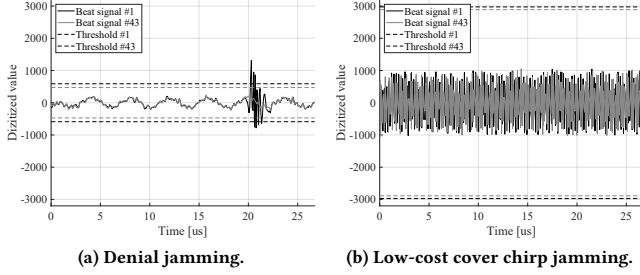 3000
2000
1000
0
-1000
-2000
-3000
Dizitized value
Beat signal #1
Beat signal #43
Threshold #1
Threshold #43
0 5 10 15 20 25
Time [us]
(a) Denial jamming.
3000
2000
1000
0
-1000
-2000
-3000
Dizitized value
Beat signal #1
Beat signal #43
Threshold #1
Threshold #43
0 5 10 15 20 25
Time [us]
(b) Low-cost cover chirp jamming.